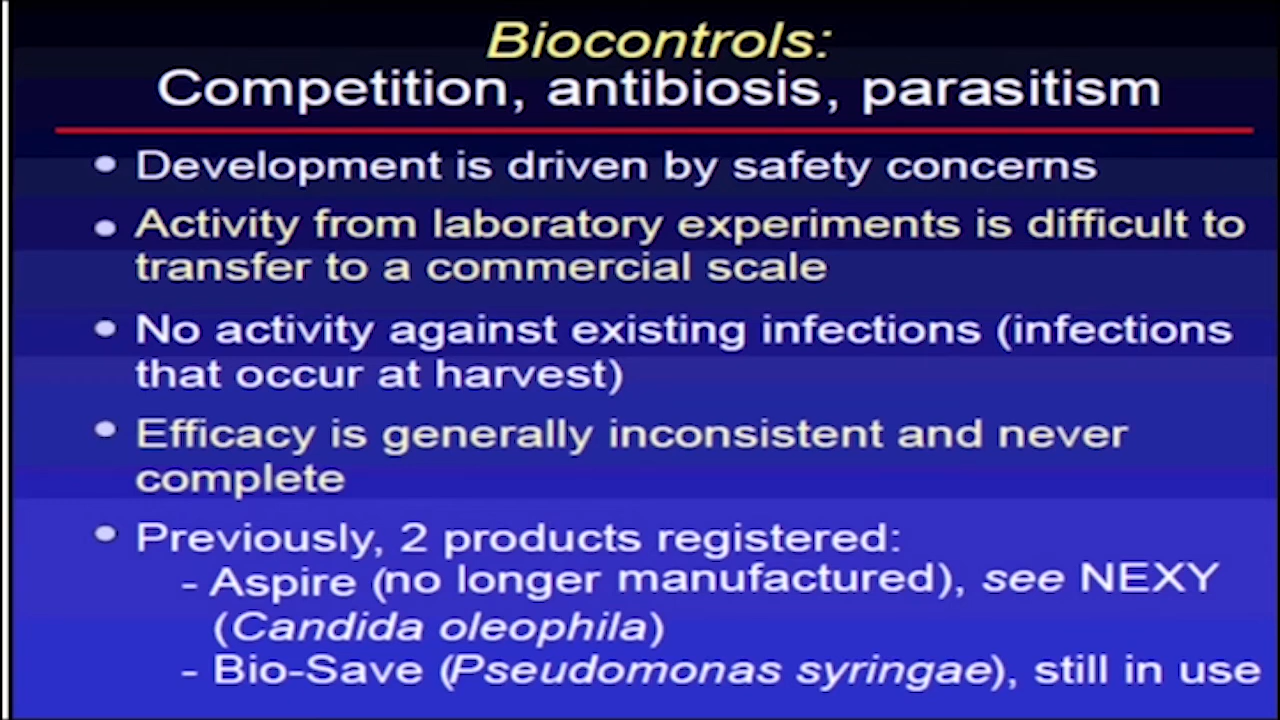 Biocontrols:
Competition, antibiosis, parasitism
• Development is driven by safety concerns
• Activity from laboratory experiments is difficult to
transfer to a commercial scale
• No activity against existing infections (infections
that occur at harvest)
• Efficacy is generally inconsistent and never
complete
• Previously, 2 products registered:
- Aspire (no longer manufactured), see NEXY
(Candida oleophila)
- Bio-Save (Pseudomonas syringae), still in use